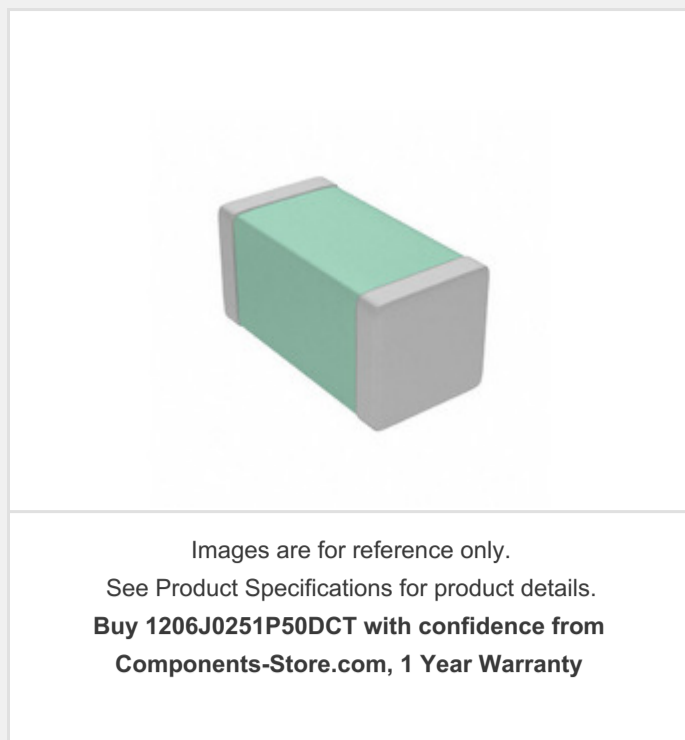 Images are for reference only.
See Product Specifications for product details.
Buy 1206J0251P50DCT with confidence from
Components-Store.com, 1 Year Warranty